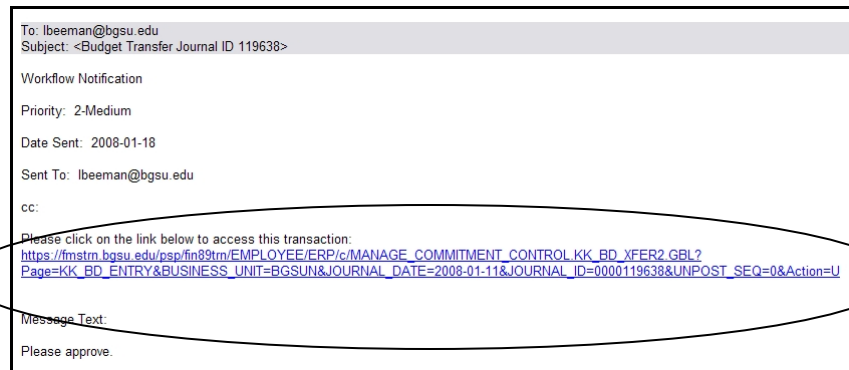 To: lbeeman@bgsu.edu
Subject: <Budget Transfer Journal ID 119638>
Workflow Notification
Priority: 2-Medium
Date Sent: 2008-01-18
Sent To: lbeeman@bgsu.edu
cc:
Please click on the link below to access this transaction:
https://fmstrn.bgsu.edu/psp/fin89trn/EMPLOYEE/ERP/c/MANAGE_COMMITMENT_CONTROL.KK_BD_XFER2.GBL?
Page=KK_BD_ENTRY&BUSINESS_UNIT=BGSUN&JOURNAL_DATE=2008-01-11&JOURNAL_ID=0000119638&UNPOST_SEQ=0&Action=U
Message Text:
Please approve.